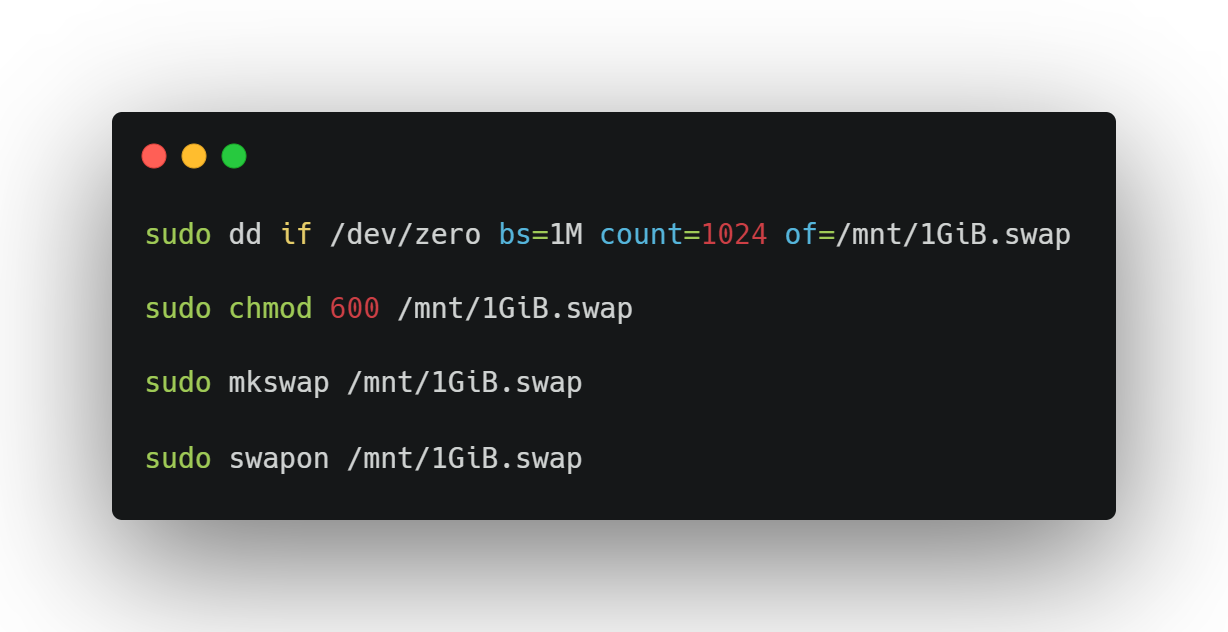 sudo dd if /dev/zero bs=1M count=1024 of=/mnt/1GiB.swap
sudo chmod 600 /mnt/1GiB.swap
sudo mkswap /mnt/1GiB.swap
sudo swapon /mnt/1GiB.swap